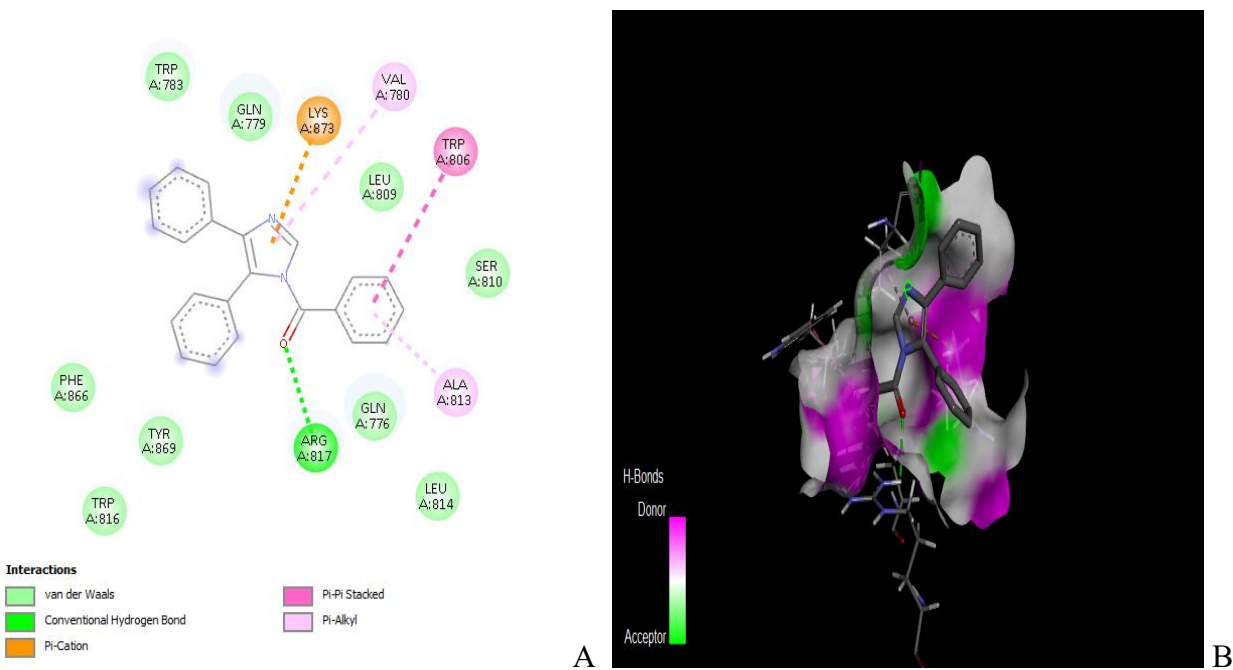 TRP
A:783
GLN
A:779
LYS
A:873
VAL
A:780
TRP
A:806
LEU
A:809
SER
A:810
N
N
O
PHE
A:866
TYR
A:869
TRP
A:816
ARG
A:817
GLN
A:776
ALA
A:813
LEU
A:814
Interactions
van der Waals
Conventional Hydrogen Bond
Pi-Cation
Pi-Pi Stacked
Pi-Alkyl
A
H-Bonds
Donor
Acceptor
B